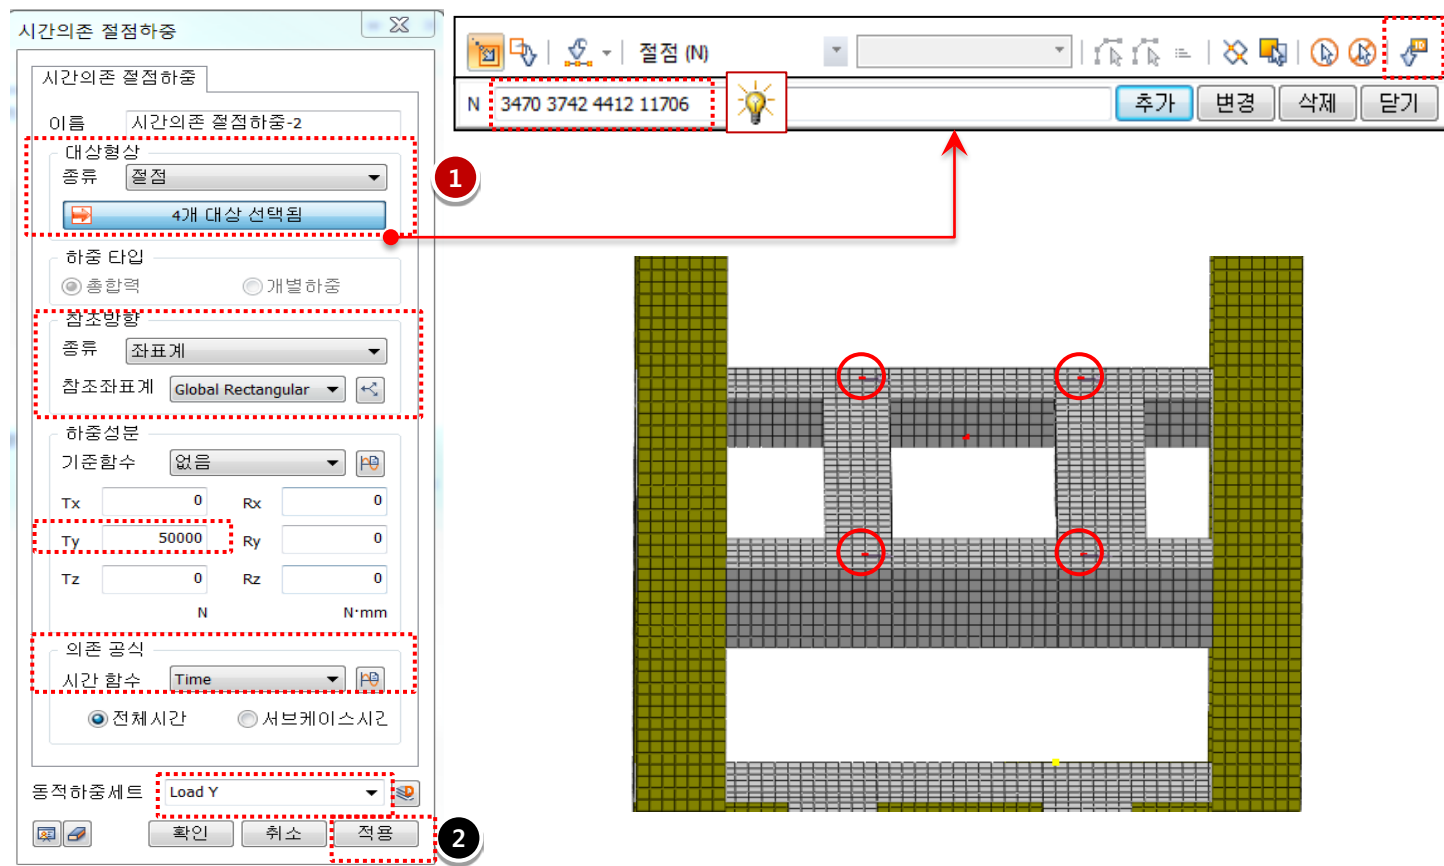 시간의존 절점하중
시간의존 절점하중
이름 시간의존 절점하중-2
대상형상
종류 절점
4개 대상 선택됨
하중 타입
총합력 개별하중
참조방향
종류 좌표계
참조좌표계 Global Rectangular
하중성분
기준함수 없음
Tx 0 Rx 0
Ty 50000 Ry 0
Tz 0 Rz 0
N N·mm
의존 공식
시간 함수 Time
전체시간 서브케이스시간
동적하중세트 Load Y
확인 취소 적용
1
2
절점 (N)
N 3470 3742 4412 11706 추가 변경 삭제 닫기